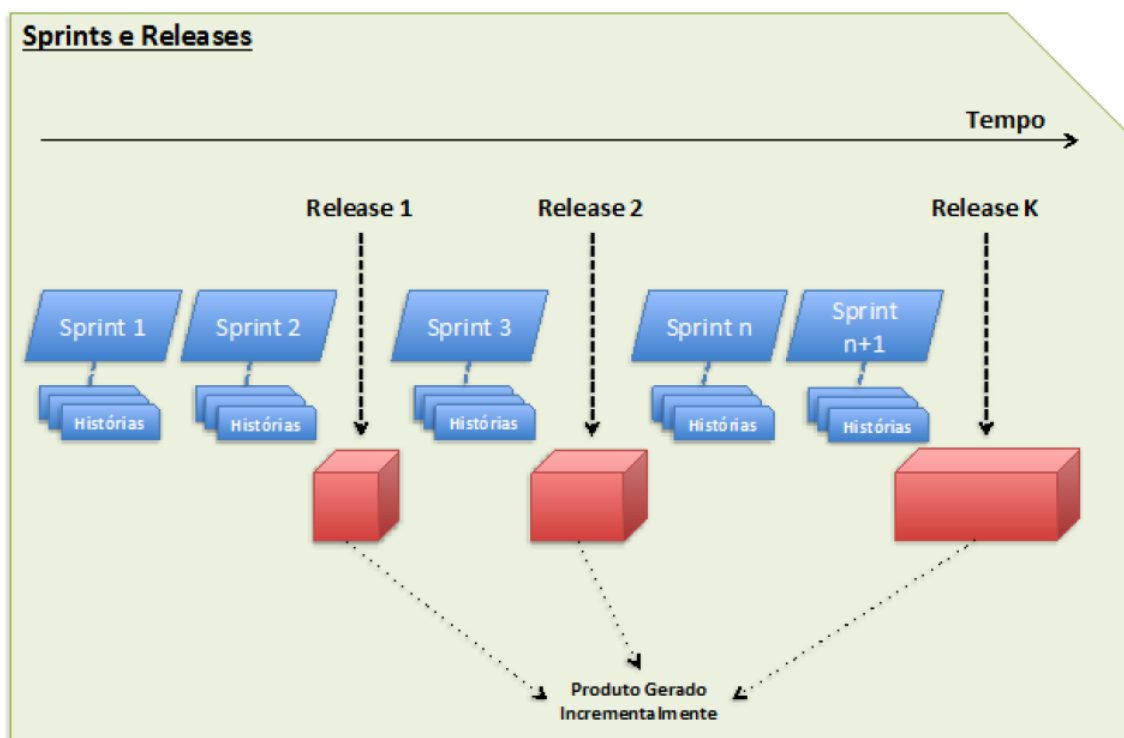 Sprints e Releases
Tempo
Release 1
Release 2
Release K
Sprint 1
Sprint 2
Sprint 3
Sprint n
Sprint
n+1
Histórias
Histórias
Histórias
Histórias
Histórias
Produto Gerado
Incrementalmente